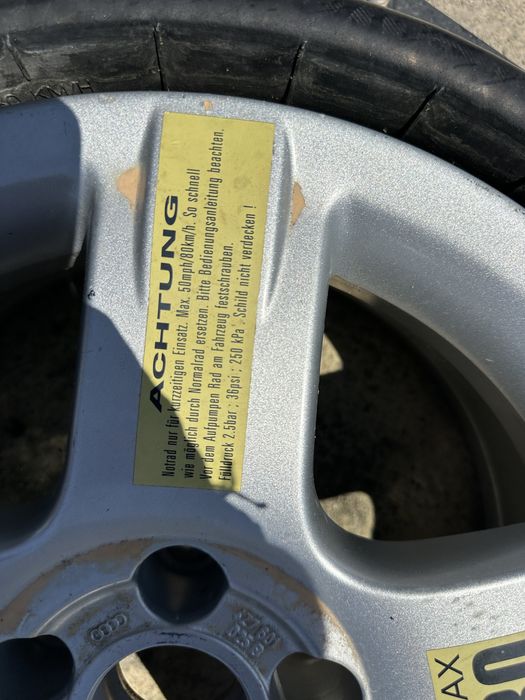 ACHTUNG
Notrad nur für kurzzeitigen Einsatz. Max. 50mph/80km/h. So schnell
wie möglich durch Normalrad ersetzen. Bitte Bedienungsanleitung beachten.
Vor dem Aufpumpen Rad am Fahrzeug festschrauben.
Fülldruck 2.5bar ; 36psi ; 250 kPa . Schild nicht verdecken !
AX